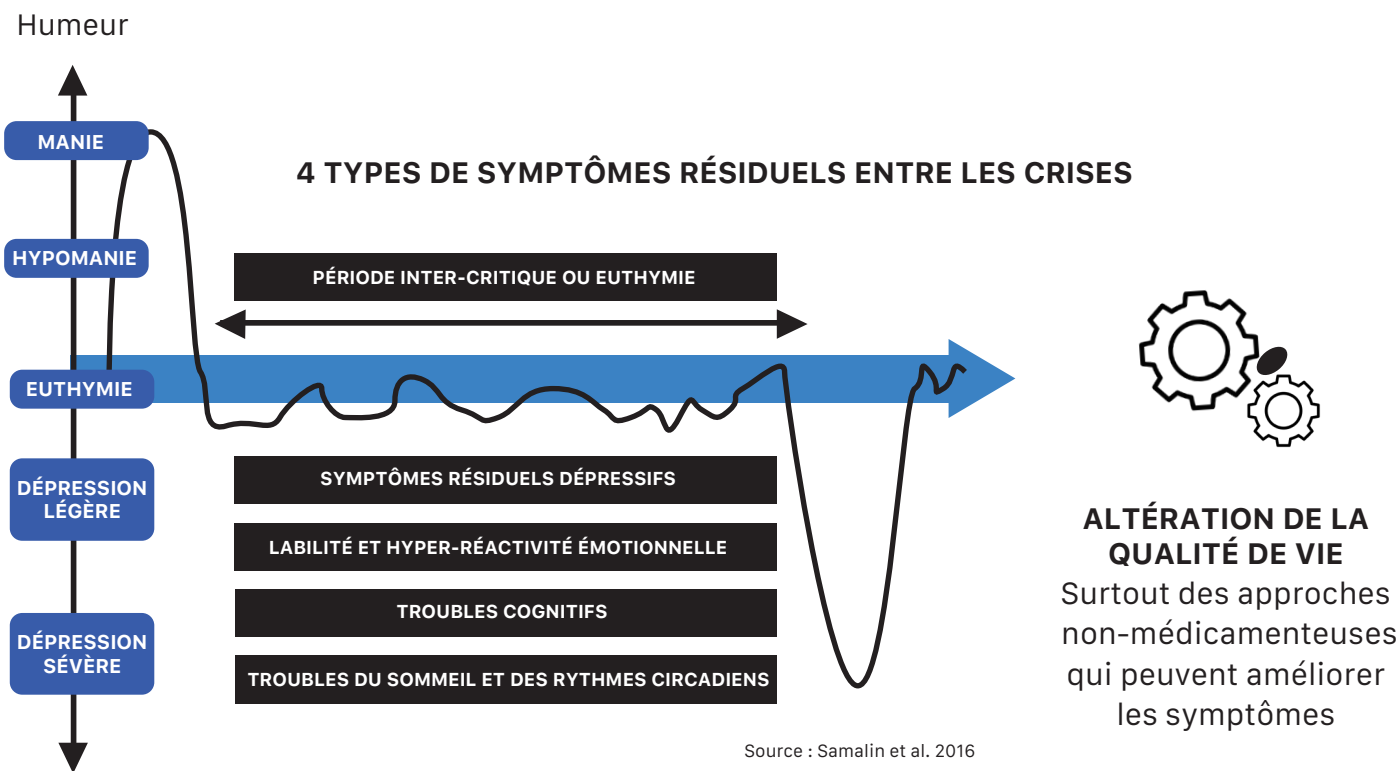 Humeur
MANIE
4 TYPES DE SYMPTÔMES RÉSIDUELS ENTRE LES CRISES
HYPOMANIE
PÉRIODE INTER-CRITIQUE OU EUTHYMIE
EUTHYMIE
DÉPRESSION
LÉGÈRE
SYMPTÔMES RÉSIDUELS DÉPRESSIFS
LABILITÉ ET HYPER-RÉACTIVITÉ ÉMOTIONNELLE
TROUBLES COGNITIFS
DÉPRESSION
SÉVÈRE
TROUBLES DU SOMMEIL ET DES RYTHMES CIRCADIENS
ALTÉRATION DE LA
QUALITÉ DE VIE
Surtout des approches
non-médicamenteuses
qui peuvent améliorer
les symptômes
Source : Samalin et al. 2016